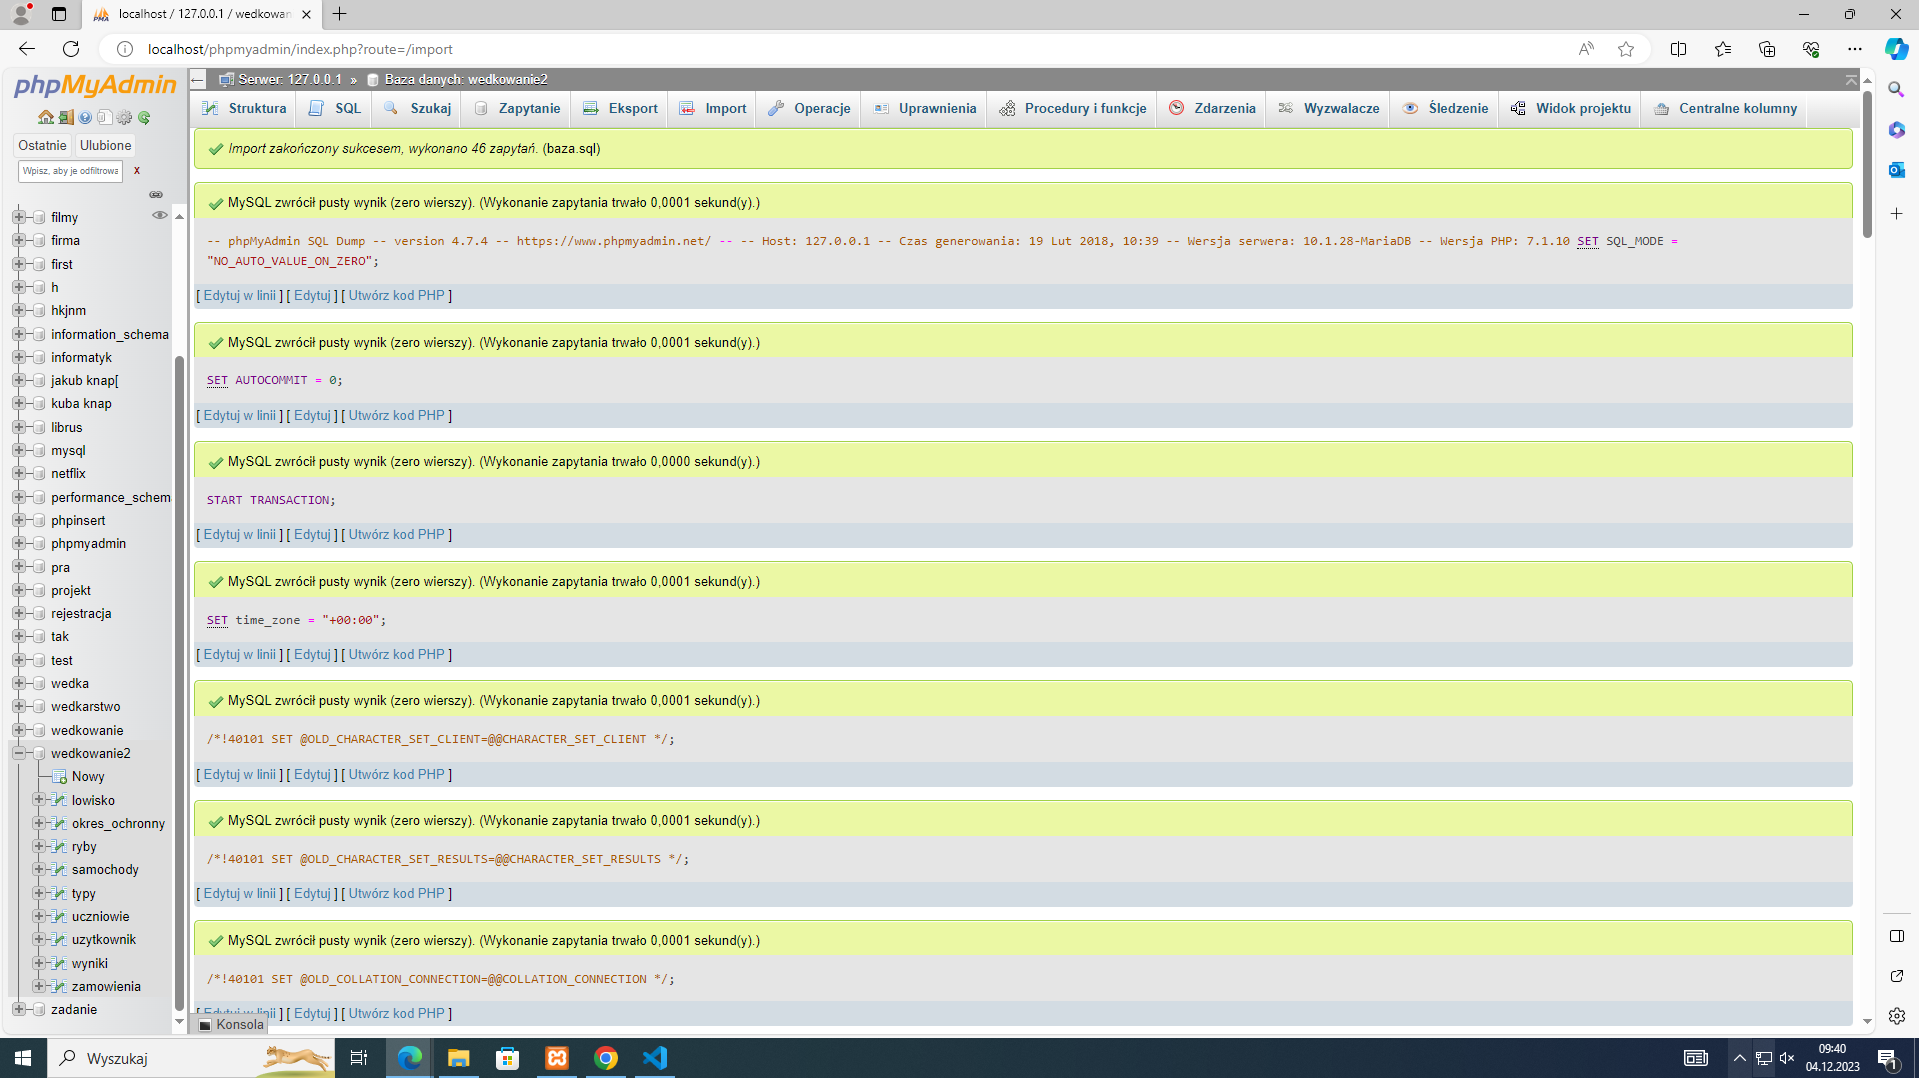 localhost / 127.0.0.1 / wedkowan
localhost/phpmyadmin/index.php?route=/import
phpMyAdmin
Ostatnie
Ulubione
Wpisz, aby je odfiltrowa
X
filmy
firma
first
h
hkjnm
information_schema
informatyk
jakub knap[
kuba knap
librus
mysql
netflix
performance_schem
phpinsert
phpmyadmin
pra
projekt
rejestracja
tak
test
wedka
wedkarstwo
wedkowanie
wedkowanie2
Nowy
lowisko
okres_ochronny
ryby
samochody
typy
uczniowie
uzytkownik
wyniki
zamowienia
zadanie
Serwer: 127.0.0.1 » Baza danych: wedkowanie2
Struktura SQL Szukaj Zapytanie Eksport Import Operacje Uprawnienia Procedury i funkcje Zdarzenia Wyzwalacze Śledzenie Widok projektu Centralne kolumny
Import zakończony sukcesem, wykonano 46 zapytań. (baza.sql)
MySQL zwrócił pusty wynik (zero wierszy). (Wykonanie zapytania trwało 0,0001 sekund(y).)
-- phpMyAdmin SQL Dump -- version 4.7.4 -- https://www.phpmyadmin.net/ -- -- Host: 127.0.0.1 -- Czas generowania: 19 Lut 2018, 10:39 -- Wersja serwera: 10.1.28-MariaDB -- Wersja PHP: 7.1.10 SET SQL_MODE =
"NO_AUTO_VALUE_ON_ZERO";
[ Edytuj w linii ] [ Edytuj ] [ Utwórz kod PHP ]
MySQL zwrócił pusty wynik (zero wierszy). (Wykonanie zapytania trwało 0,0001 sekund(y).)
SET AUTOCOMMIT = 0;
[ Edytuj w linii ] [ Edytuj ] [ Utwórz kod PHP ]
MySQL zwrócił pusty wynik (zero wierszy). (Wykonanie zapytania trwało 0,0000 sekund(y).)
START TRANSACTION;
[ Edytuj w linii ] [ Edytuj ] [ Utwórz kod PHP ]
MySQL zwrócił pusty wynik (zero wierszy). (Wykonanie zapytania trwało 0,0001 sekund(y).)
SET time_zone = "+00:00";
[ Edytuj w linii ] [ Edytuj ] [ Utwórz kod PHP ]
MySQL zwrócił pusty wynik (zero wierszy). (Wykonanie zapytania trwało 0,0001 sekund(y).)
/*!40101 SET @OLD_CHARACTER_SET_CLIENT=@@CHARACTER_SET_CLIENT */;
[ Edytuj w linii ] [ Edytuj ] [ Utwórz kod PHP ]
MySQL zwrócił pusty wynik (zero wierszy). (Wykonanie zapytania trwało 0,0001 sekund(y).)
/*!40101 SET @OLD_CHARACTER_SET_RESULTS=@@CHARACTER_SET_RESULTS */;
[ Edytuj w linii ] [ Edytuj ] [ Utwórz kod PHP ]
MySQL zwrócił pusty wynik (zero wierszy). (Wykonanie zapytania trwało 0,0001 sekund(y).)
/*!40101 SET @OLD_COLLATION_CONNECTION=@@COLLATION_CONNECTION */;
[ Edytuj w linii ] [ Edytuj ] [ Utwórz kod PHP ]
Konsola
Wyszukaj
09:40
04.12.2023
1